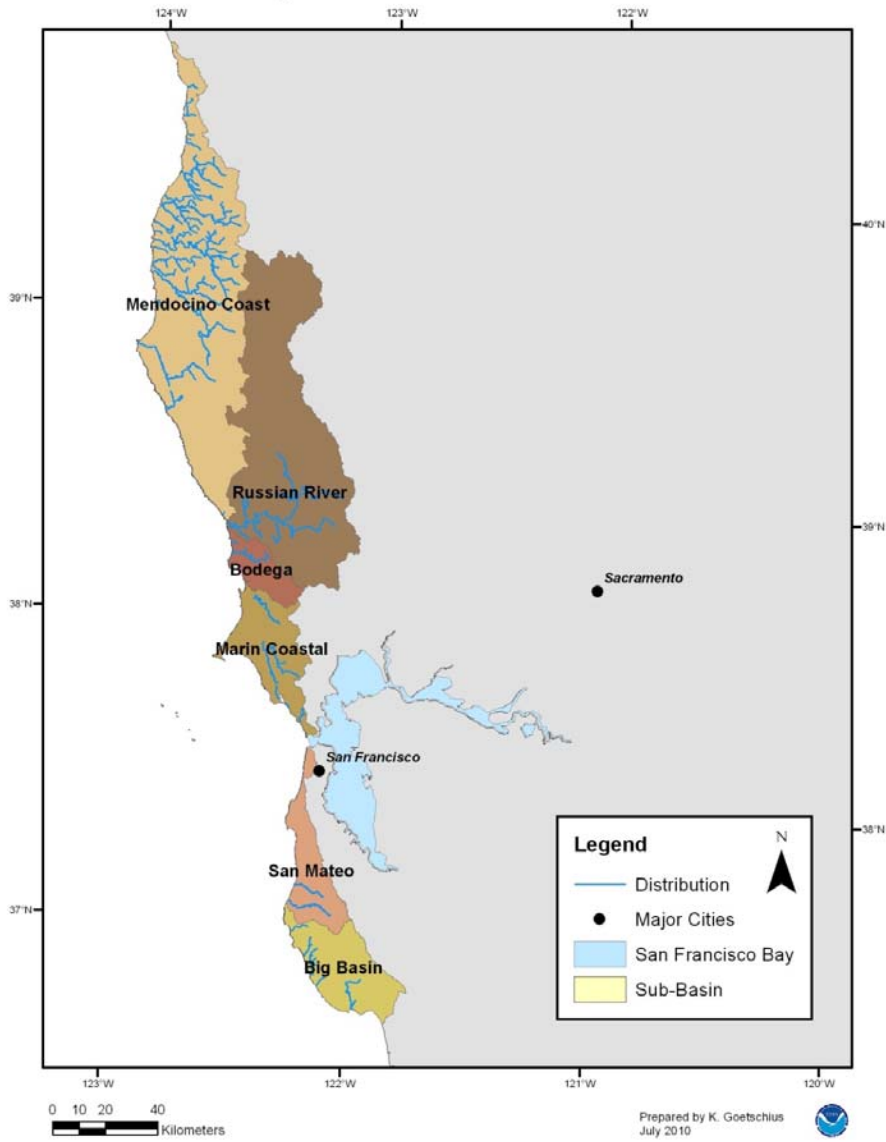 124°W
123°W
122°W
40°N
39°N
Mendocino Coast
Russian River
39°N
Bodega
Sacramento
38°N
Marin Coastal
San Francisco
38°N
San Mateo
37°N
Big Basin
Legend
N
Distribution
Major Cities
San Francisco Bay
Sub-Basin
123°W
122°W
121°W
120°W
0 10 20 40
Kilometers
Prepared by K. Goetschius
July 2010